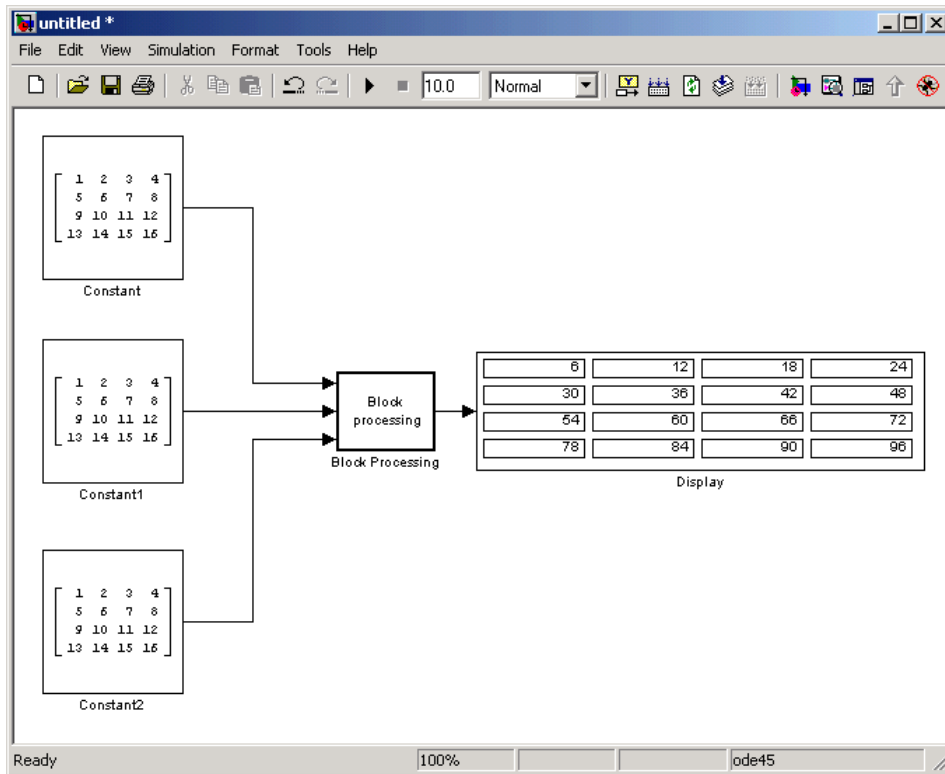 untitled *
File Edit View Simulation Format Tools Help
10.0 Normal
1 2 3 4
5 6 7 8
9 10 11 12
13 14 15 16
Constant
1 2 3 4
5 6 7 8
9 10 11 12
13 14 15 16
Constant1
Block
processing
Block Processing
6 12 18 24
30 36 42 48
54 60 66 72
78 84 90 96
Display
1 2 3 4
5 6 7 8
9 10 11 12
13 14 15 16
Constant2
Ready 100% ode45